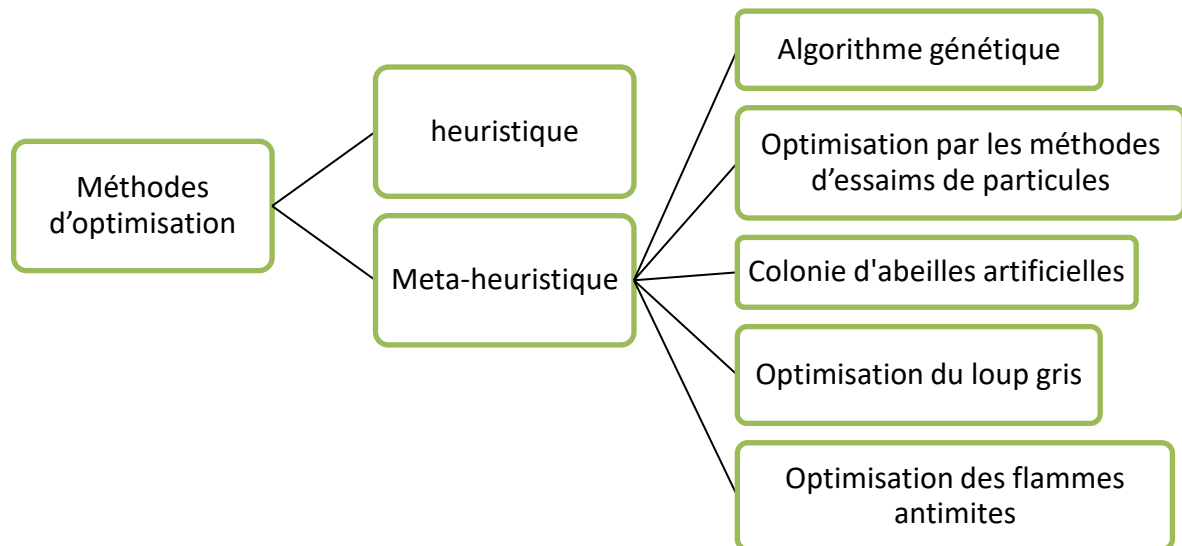 Méthodes
d’optimisation
heuristique
Meta-heuristique
Algorithme génétique
Optimisation par les méthodes
d’essaims de particules
Colonie d'abeilles artificielles
Optimisation du loup gris
Optimisation des flammes
antimites